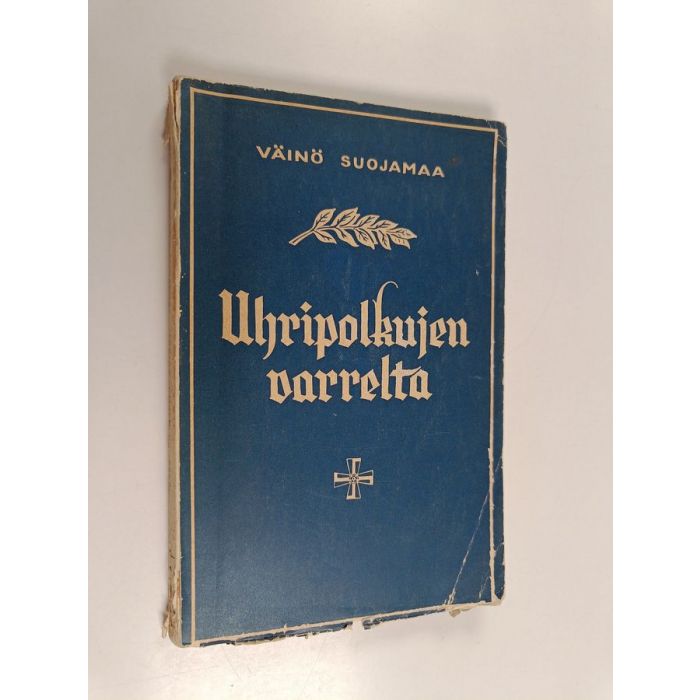 VÄINÖ SUOJAMAA
Uhripolkujen
varrelta